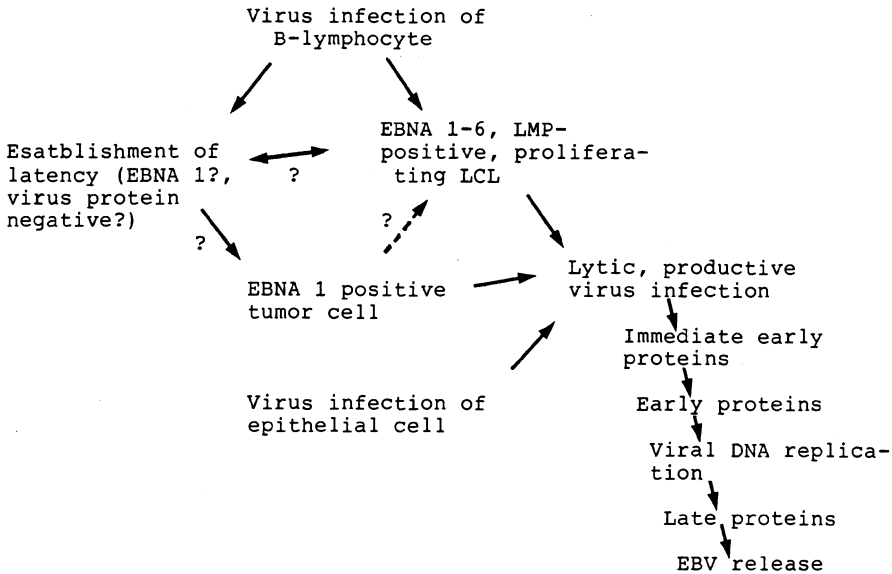 Virus infection of
B-lymphocyte
EBNA 1-6, LMP-
positive, prolifera-
ting LCL
Esatblishment of
latency (EBNA 1?,
virus protein
negative?)
?
?
?
EBNA 1 positive
tumor cell
Lytic, productive
virus infection
Virus infection of
epithelial cell
Immediate early
proteins
Early proteins
Viral DNA replica-
tion
Late proteins
EBV release